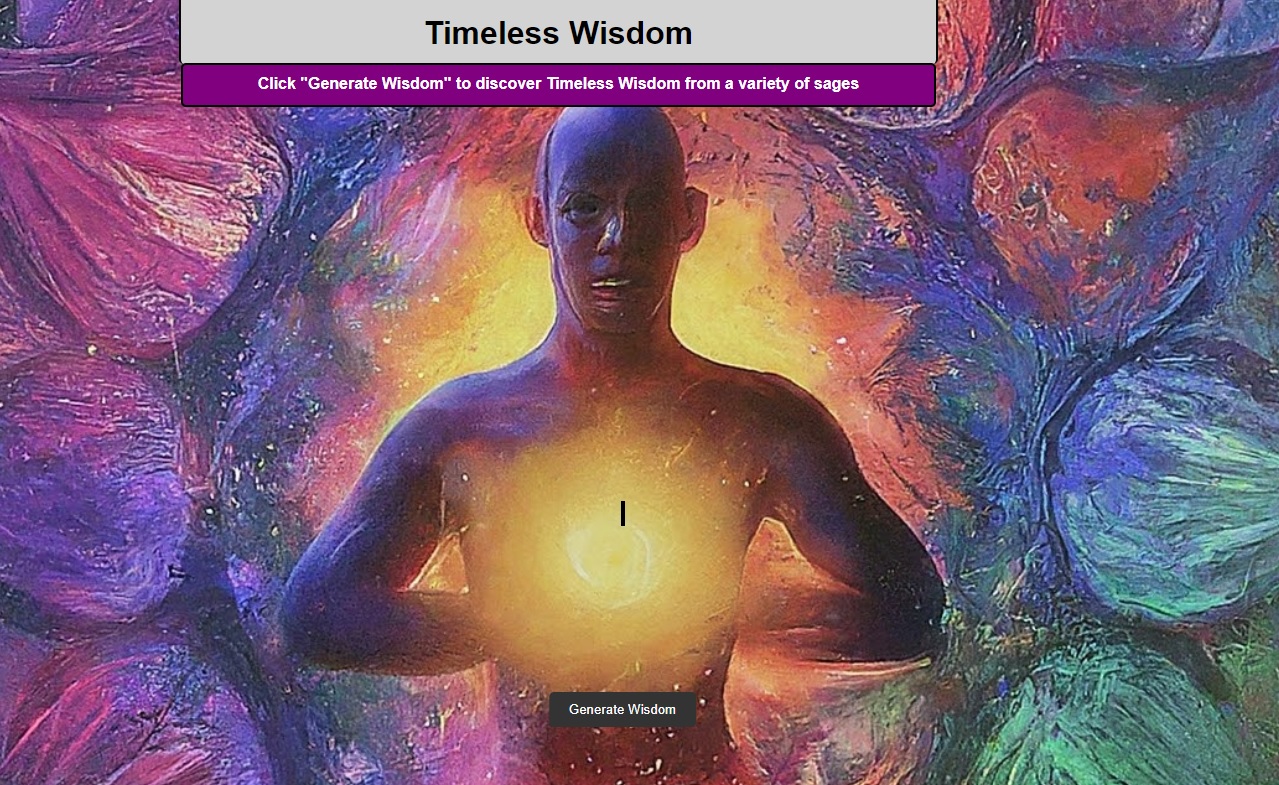 Timeless Wisdom
Click "Generate Wisdom" to discover Timeless Wisdom from a variety of sages
Generate Wisdom